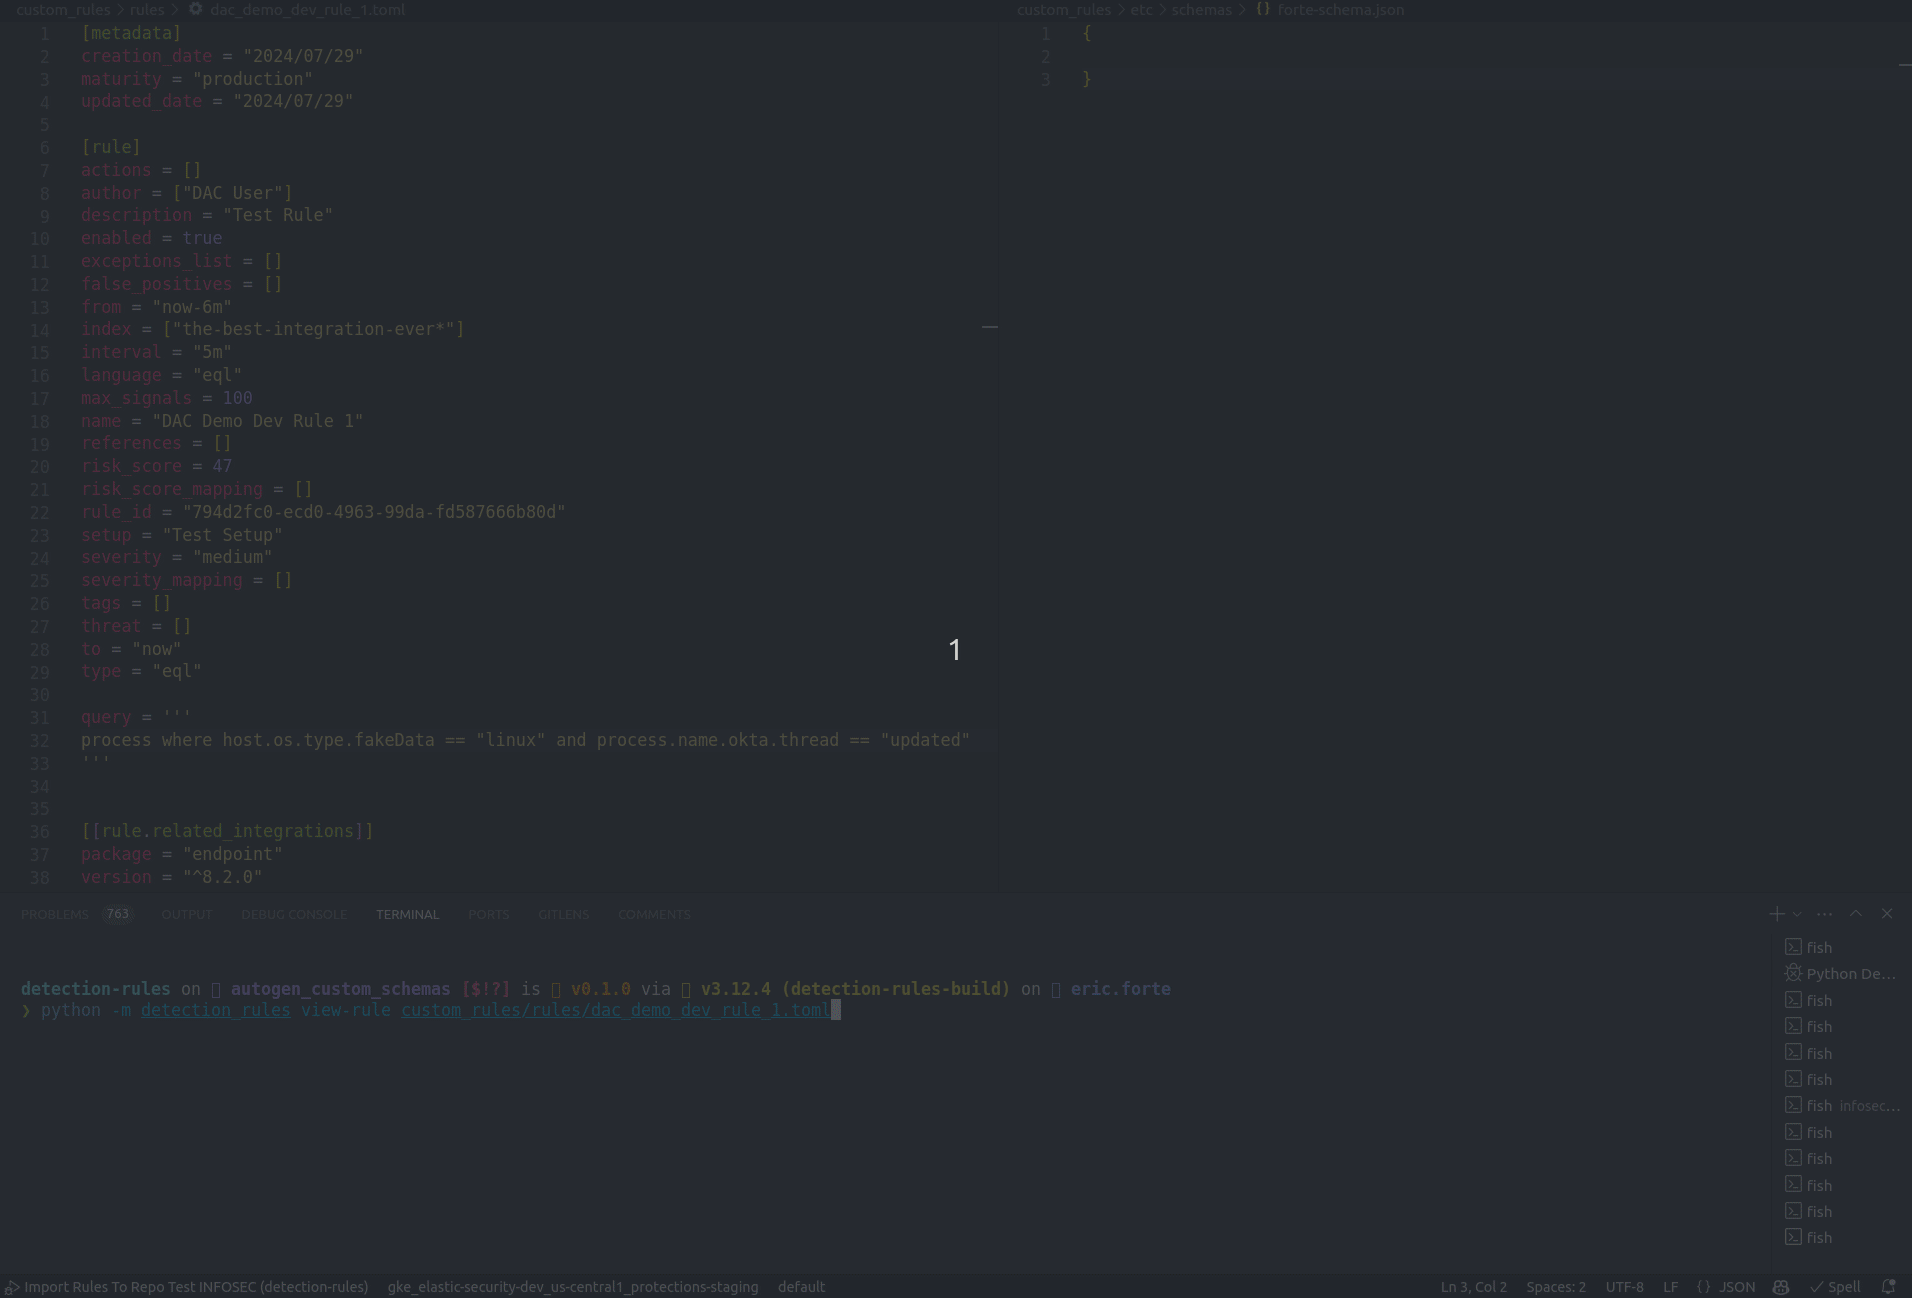 custom_rules > rules > dac_demo_dev_rule_1.toml
1 [metadata]
2 creation_date = "2024/07/29"
3 maturity = "production"
4 updated_date = "2024/07/29"
5
6 [rule]
7 actions = []
8 author = ["DAC User"]
9 description = "Test Rule"
10 enabled = true
11 exceptions_list = []
12 false_positives = []
13 from = "now-6m"
14 index = ["the-best-integration-ever*"]
15 interval = "5m"
16 language = "eql"
17 max_signals = 100
18 name = "DAC Demo Dev Rule 1"
19 references = []
20 risk_score = 47
21 risk_score_mapping = []
22 rule_id = "794d2fc0-ecd0-4963-99da-fd587666b80d"
23 setup = "Test Setup"
24 severity = "medium"
25 severity_mapping = []
26 tags = []
27 threat = []
28 to = "now"
29 type = "eql"
30
31 query = '''
32 process where host.os.type.fakeData == "linux" and process.name.okta.thread == "updated"
33 '''
34
35
36 [[rule.related_integrations]]
37 package = "endpoint"
38 version = "^8.2.0"
custom_rules > etc > schemas > {} forte-schema.json
1 {
2
3 }
1
PROBLEMS 763 OUTPUT DEBUG CONSOLE TERMINAL PORTS GITLENS COMMENTS
detection-rules on autogen_custom_schemas [$!?] is v0.1.0 via v3.12.4 (detection-rules-build) on eric.forte
❯ python -m detection_rules view-rule custom_rules/rules/dac_demo_dev_rule_1.toml
fish
Python De...
fish
fish
fish
fish
fish infosec...
fish
fish
fish
fish
fish
Import Rules To Repo Test INFOSEC (detection-rules) gke_elastic-security-dev_us-central1_protections-staging default
Ln 3, Col 2 Spaces: 2 UTF-8 LF {} JSON Spell